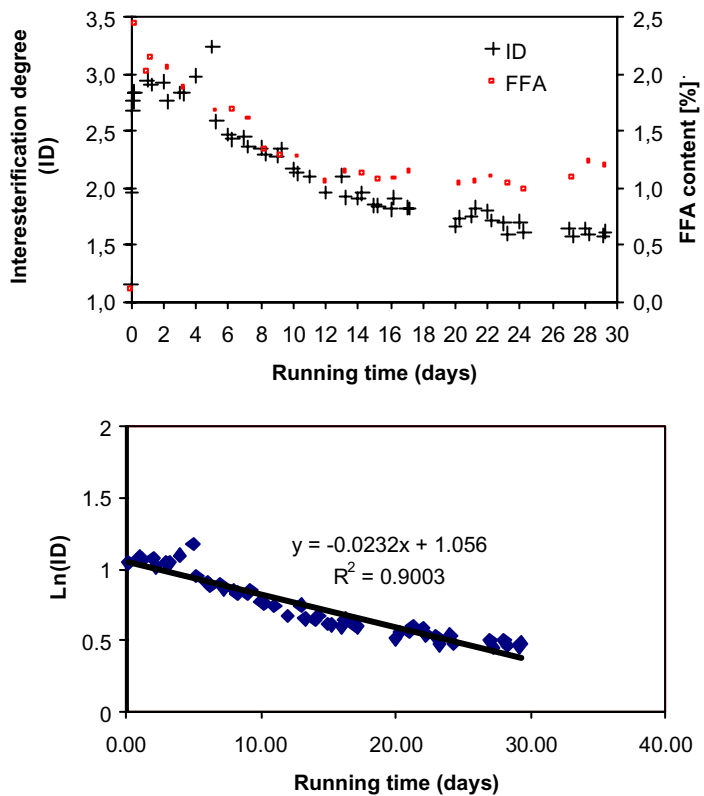 Interesterification degree
(ID)
3,5
3,0
2,5
2,0
1,5
1,0
ID
FFA
2,5
2,0
1,5
1,0
0,5
0,0
FFA content [%]
0 2 4 6 8 10 12 14 16 18 20 22 24 26 28 30
Running time (days)
Ln(ID)
2
1.5
1
0.5
0
y = -0.0232x + 1.056
R² = 0.9003
0.00 10.00 20.00 30.00 40.00
Running time (days)